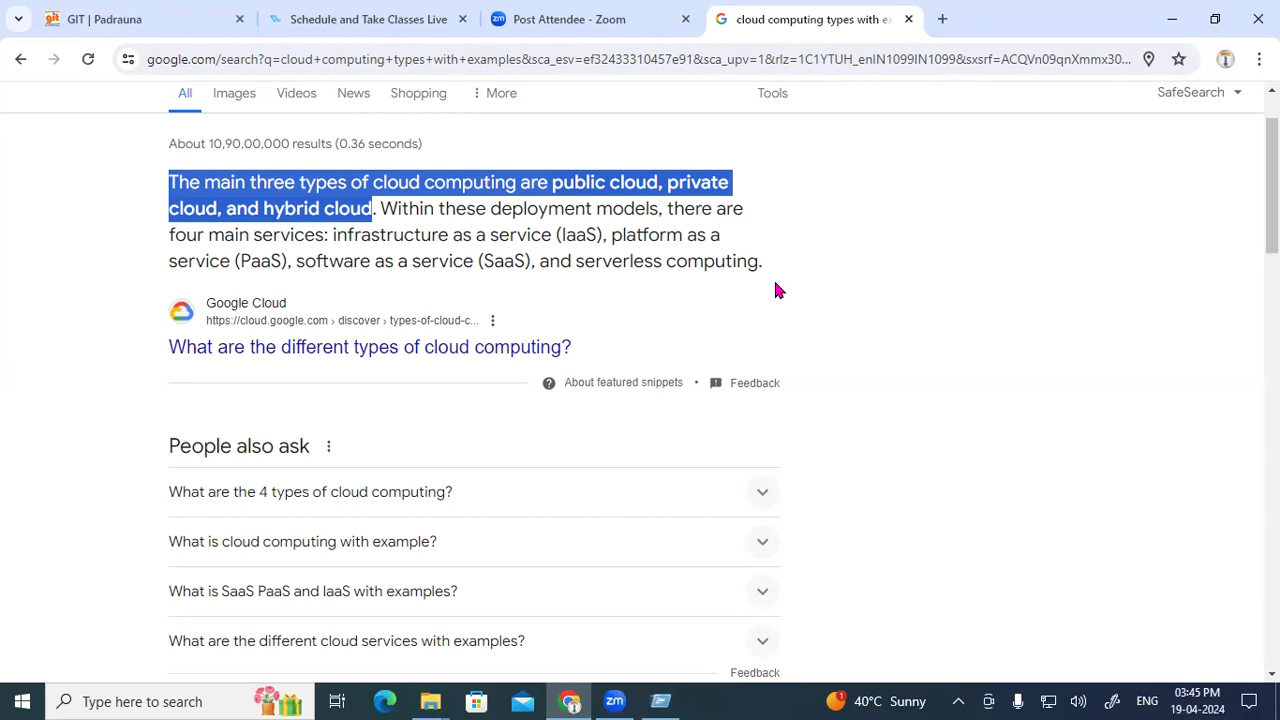 GIT | Padrauna
Schedule and Take Classes Live
zm
Post Attendee - Zoom
cloud computing types with ex
google.com/search?q=cloud+computing+types+with+examples&sca_esv=ef32433310457e91&sca_upv=1&rlz=1C1YTUH_enIN1099IN1099&sxsrf=ACQVn09qnXmmx30...
All
Images
Videos
News
Shopping
More
Tools
SafeSearch
About 10,90,00,000 results (0.36 seconds)
The main three types of cloud computing are public cloud, private
cloud, and hybrid cloud. Within these deployment models, there are
four main services: infrastructure as a service (IaaS), platform as a
service (PaaS), software as a service (SaaS), and serverless computing.
Google Cloud
https://cloud.google.com › discover › types-of-cloud-c...
What are the different types of cloud computing?
About featured snippets • Feedback
People also ask
What are the 4 types of cloud computing?
What is cloud computing with example?
What is SaaS PaaS and IaaS with examples?
What are the different cloud services with examples?
Feedback
Type here to search
zm
1
40°C Sunny
ENG
03:45 PM
19-04-2024